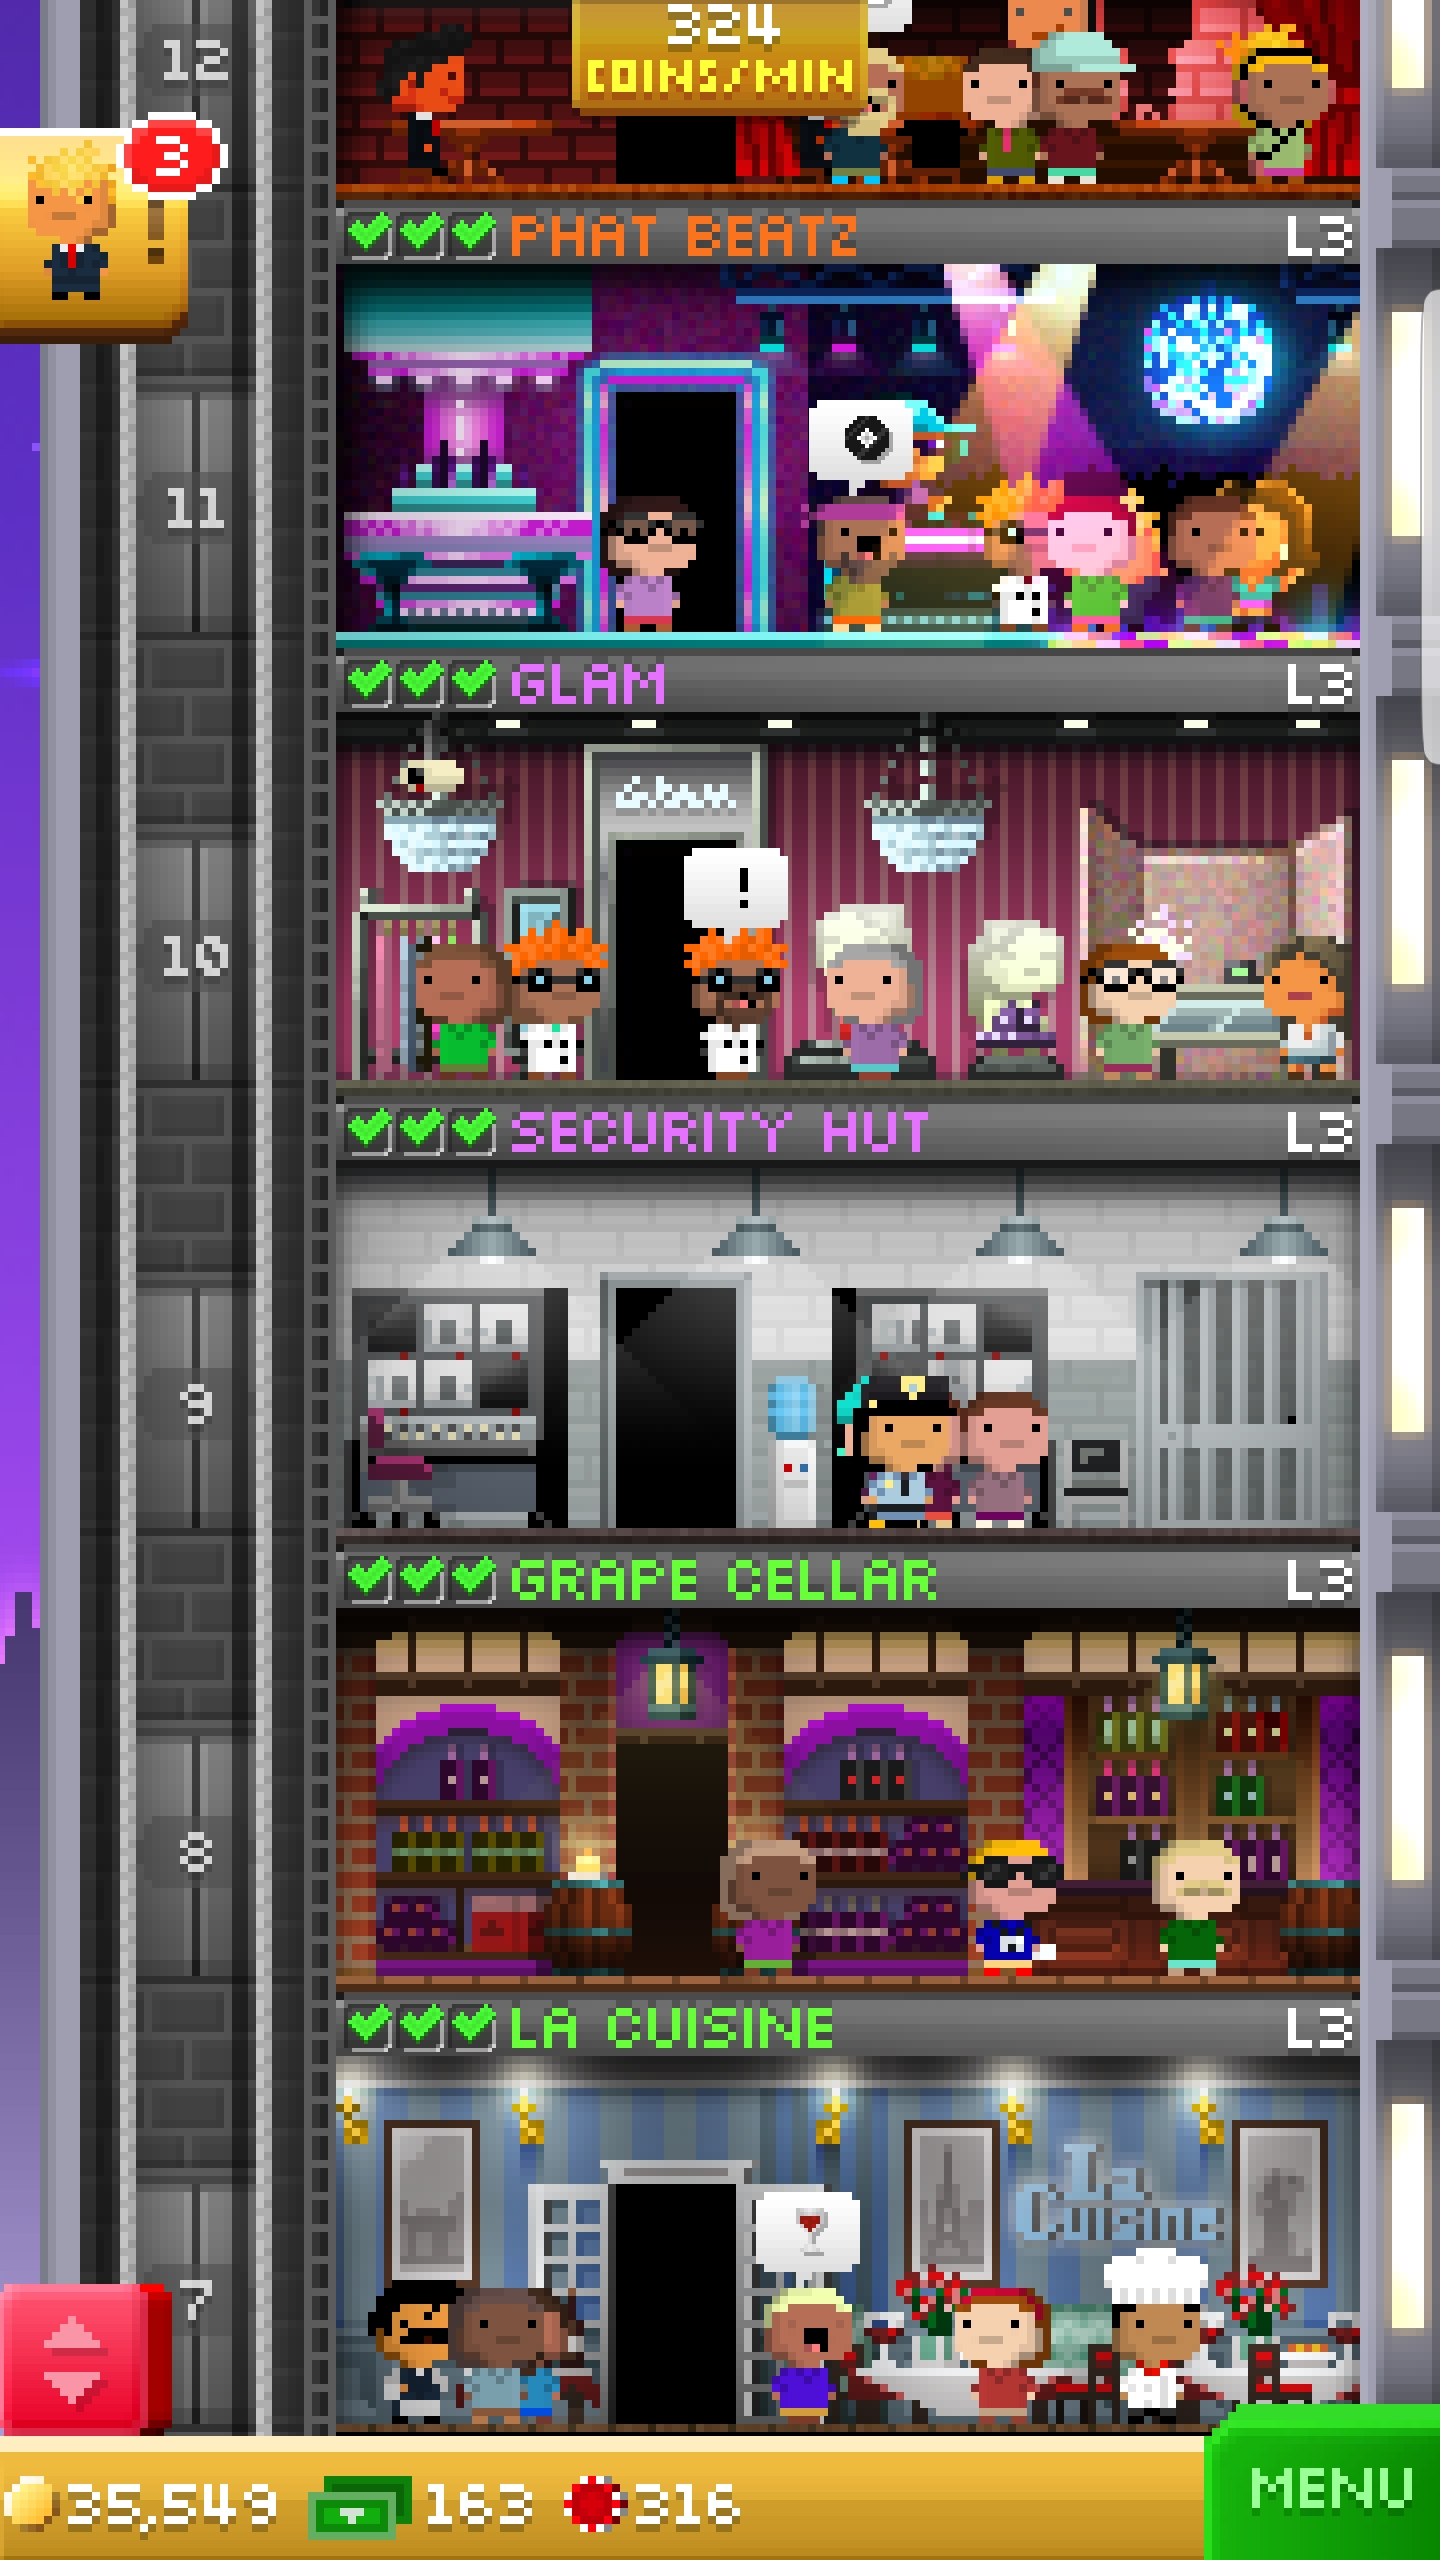 324
COINS/MIN
12
3
!
PHAT BEATZ L3
11
GLAM L3
Glam
!
10
SECURITY HUT L3
9
GRAPE CELLAR L3
8
LA CUISINE L3
La
Cuisine
7
35,549 163 316
MENU